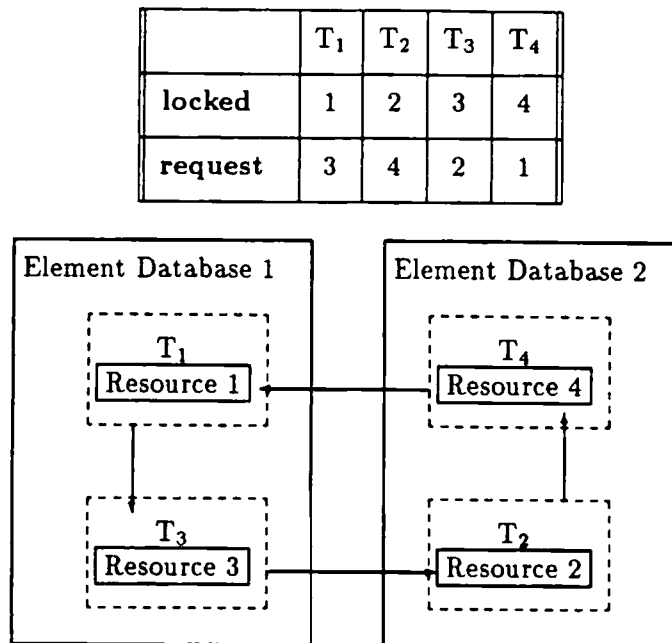 T₁ T₂ T₃ T₄
locked 1 2 3 4
request 3 4 2 1
Element Database 1
Element Database 2
T₁
Resource 1
T₄
Resource 4
T₃
Resource 3
T₂
Resource 2